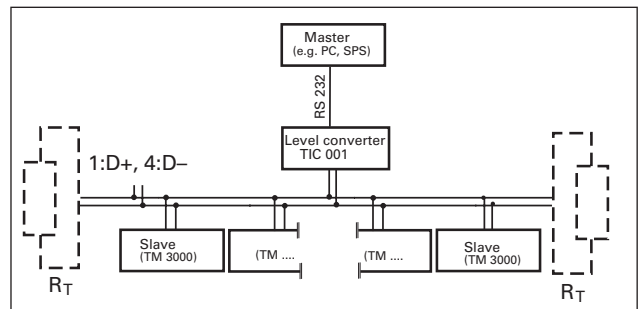 Master
(e.g. PC, SPS)
RS 232
Level converter
TIC 001
1:D+, 4:D–
Slave
(TM 3000)
(TM ....
(TM ....
Slave
(TM 3000)
RT
RT